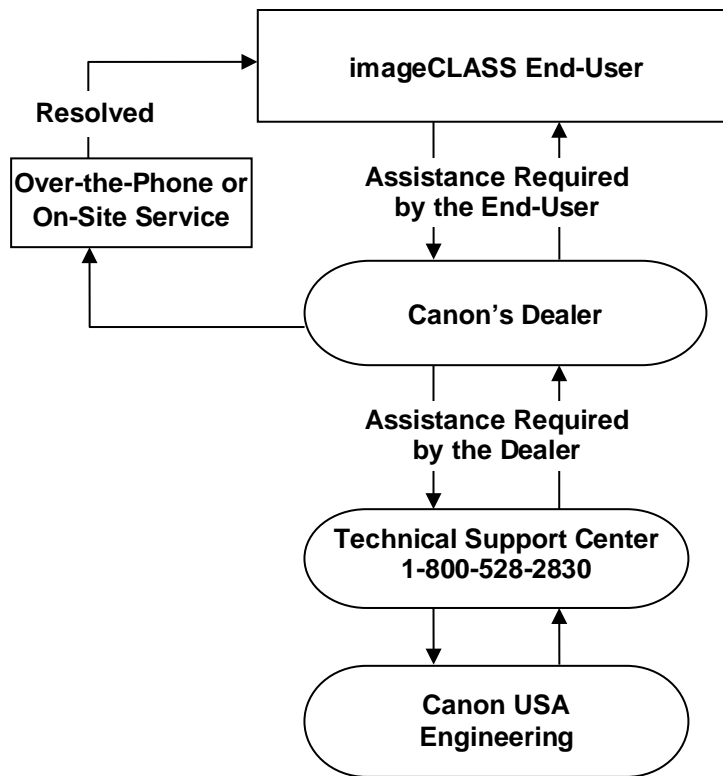 imageCLASS End-User
Resolved
Over-the-Phone or
On-Site Service
Assistance Required
by the End-User
Canon’s Dealer
Assistance Required
by the Dealer
Technical Support Center
1-800-528-2830
Canon USA
Engineering